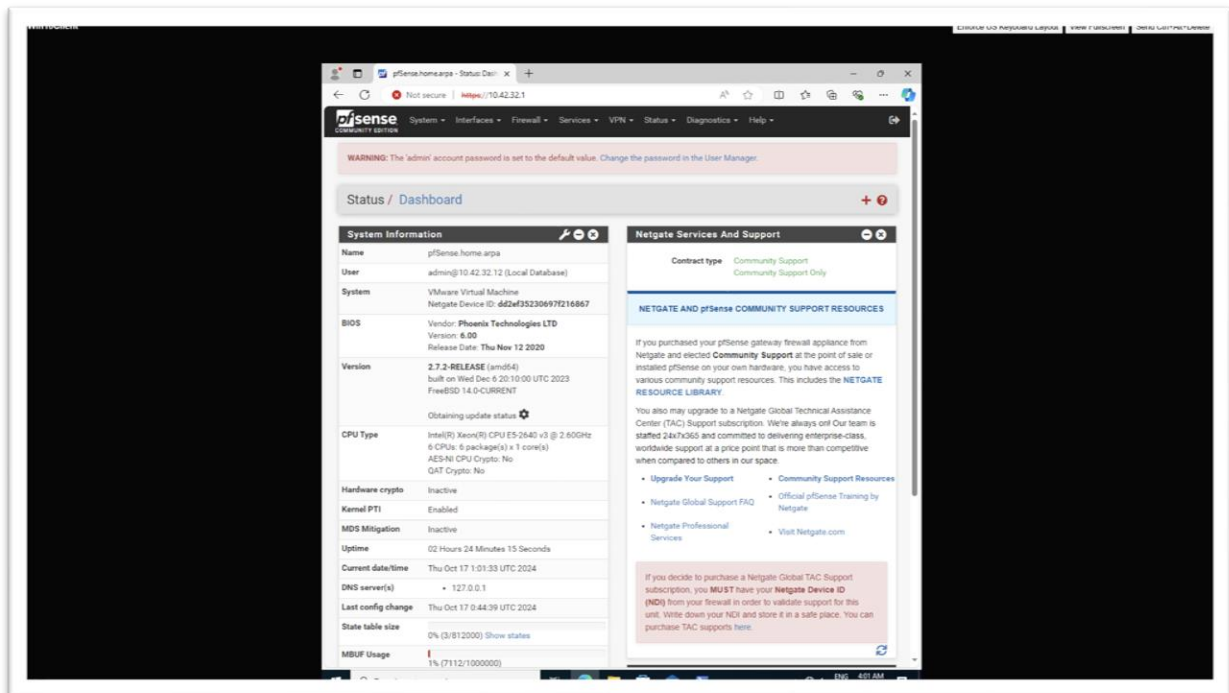 pfSense.home.arpa - Status: Dash
Not secure
https://10.42.32.1
pfsense
COMMUNITY EDITION
System
Interfaces
Firewall
Services
VPN
Status
Diagnostics
Help
WARNING: The 'admin' account password is set to the default value. Change the password in the User Manager.
Status / Dashboard
System Information
Name pfSense.home.arpa
User admin@10.42.32.12 (Local Database)
System VMware Virtual Machine
Netgate Device ID: dd2ef35230697f216867
BIOS Vendor: Phoenix Technologies LTD
Version: 6.00
Release Date: Thu Nov 12 2020
Version 2.7.2-RELEASE (amd64)
built on Wed Dec 6 20:10:00 UTC 2023
FreeBSD 14.0-CURRENT
Obtaining update status
CPU Type Intel(R) Xeon(R) CPU E5-2640 v3 @ 2.60GHz
6 CPUs: 6 package(s) x 1 core(s)
AES-NI CPU Crypto: No
QAT Crypto: No
Hardware crypto Inactive
Kernel PTI Enabled
MDS Mitigation Inactive
Uptime 02 Hours 24 Minutes 15 Seconds
Current date/time Thu Oct 17 1:01:33 UTC 2024
DNS server(s) • 127.0.0.1
Last config change Thu Oct 17 0:44:39 UTC 2024
State table size 0% (3/812000) Show states
MBUF Usage 1% (7112/1000000)
Netgate Services And Support
Contract type Community Support
Community Support Only
NETGATE AND pfSense COMMUNITY SUPPORT RESOURCES
If you purchased your pfSense gateway firewall appliance from
Netgate and elected Community Support at the point of sale or
installed pfSense on your own hardware, you have access to
various community support resources. This includes the NETGATE
RESOURCE LIBRARY.
You also may upgrade to a Netgate Global Technical Assistance
Center (TAC) Support subscription. We're always on! Our team is
staffed 24x7x365 and committed to delivering enterprise-class,
worldwide support at a price point that is more than competitive
when compared to others in our space.
• Upgrade Your Support
• Community Support Resources
• Netgate Global Support FAQ
• Official pfSense Training by
Netgate
• Netgate Professional
Services
• Visit Netgate.com
If you decide to purchase a Netgate Global TAC Support
subscription, you MUST have your Netgate Device ID
(NDI) from your firewall in order to validate support for this
unit. Write down your NDI and store it in a safe place. You can
purchase TAC supports here.
ENG 4:01 AM